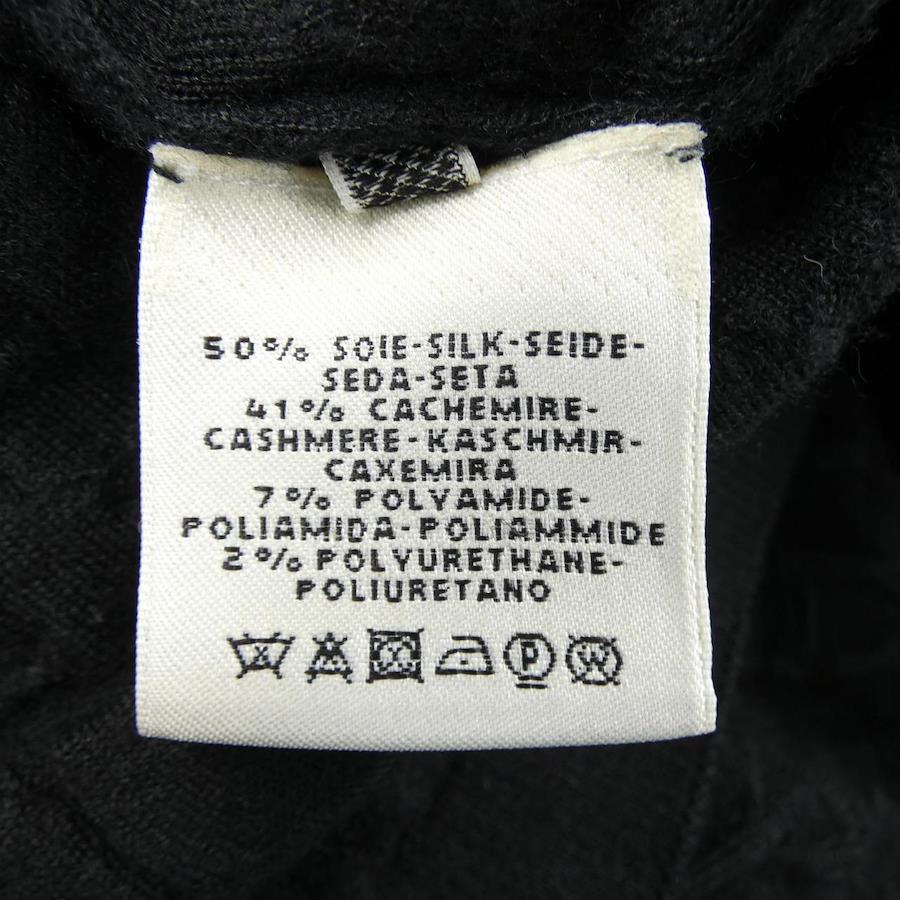 50% SOIE-SILK-SEIDE-
SEDA-SETA
41% CACHEMIRE-
CASHMERE-KASCHMIR-
CAXEMIRA
7% POLYAMIDE-
POLIAMIDA-POLIAMMIDE
2% POLYURETHANE-
POLIURETANO
P W